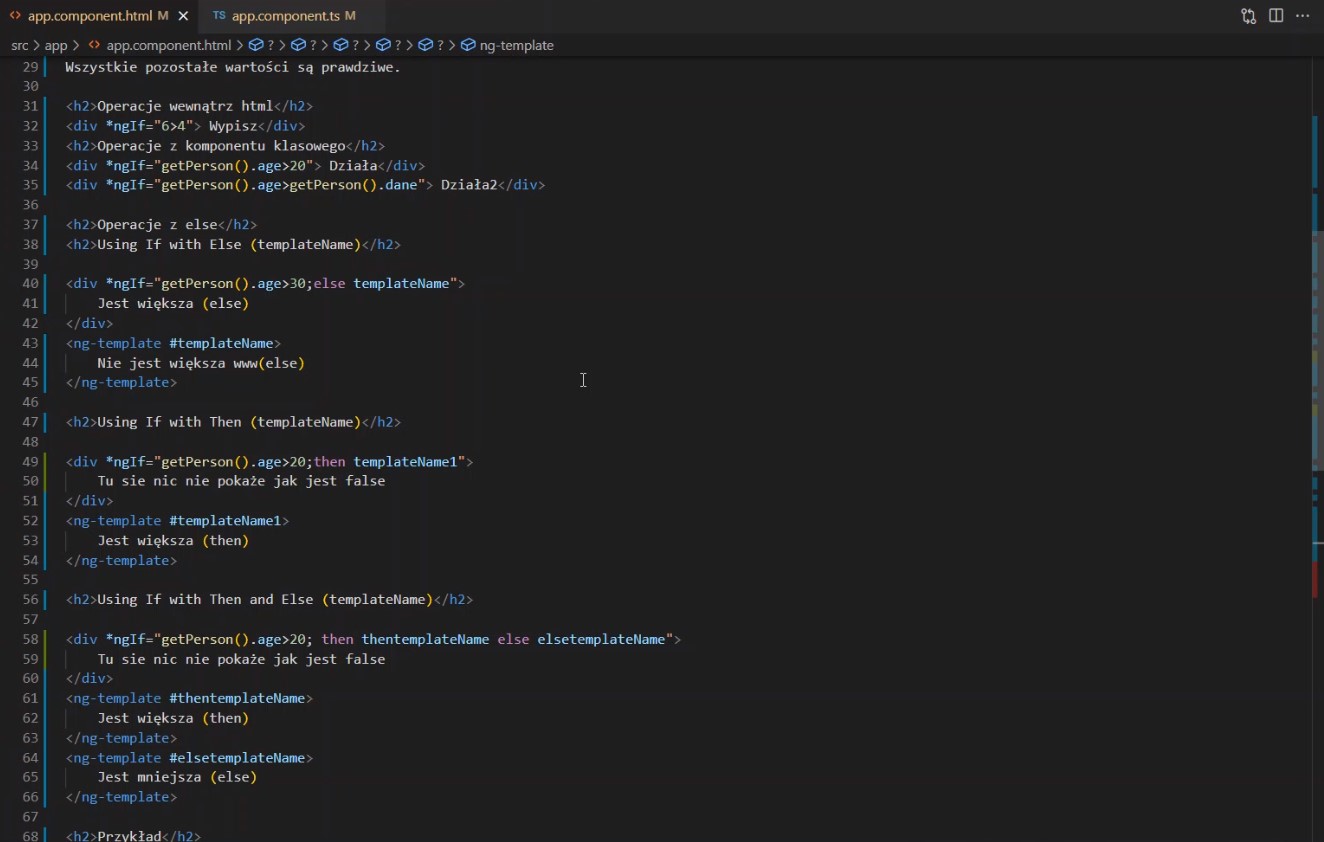 app.component.html M ×
TS app.component.ts M
src > app > app.component.html > ? > ? > ? > ? > ? > ng-template
29 Wszystkie pozostałe wartości są prawdziwe.
30
31 <h2>Operacje wewnątrz html</h2>
32 <div *ngIf="6>4"> Wypisz</div>
33 <h2>Operacje z komponentu klasowego</h2>
34 <div *ngIf="getPerson().age>20"> Działa</div>
35 <div *ngIf="getPerson().age>getPerson().dane"> Działa2</div>
36
37 <h2>Operacje z else</h2>
38 <h2>Using If with Else (templateName)</h2>
39
40 <div *ngIf="getPerson().age>30;else templateName">
41 Jest większa (else)
42 </div>
43 <ng-template #templateName>
44 Nie jest większa www(else)
45 </ng-template>
46
47 <h2>Using If with Then (templateName)</h2>
48
49 <div *ngIf="getPerson().age>20;then templateName1">
50 Tu sie nic nie pokaże jak jest false
51 </div>
52 <ng-template #templateName1>
53 Jest większa (then)
54 </ng-template>
55
56 <h2>Using If with Then and Else (templateName)</h2>
57
58 <div *ngIf="getPerson().age>20; then thentemplateName else elsetemplateName">
59 Tu sie nic nie pokaże jak jest false
60 </div>
61 <ng-template #thentemplateName>
62 Jest większa (then)
63 </ng-template>
64 <ng-template #elsetemplateName>
65 Jest mniejsza (else)
66 </ng-template>
67
68 <h2>Przykład</h2>